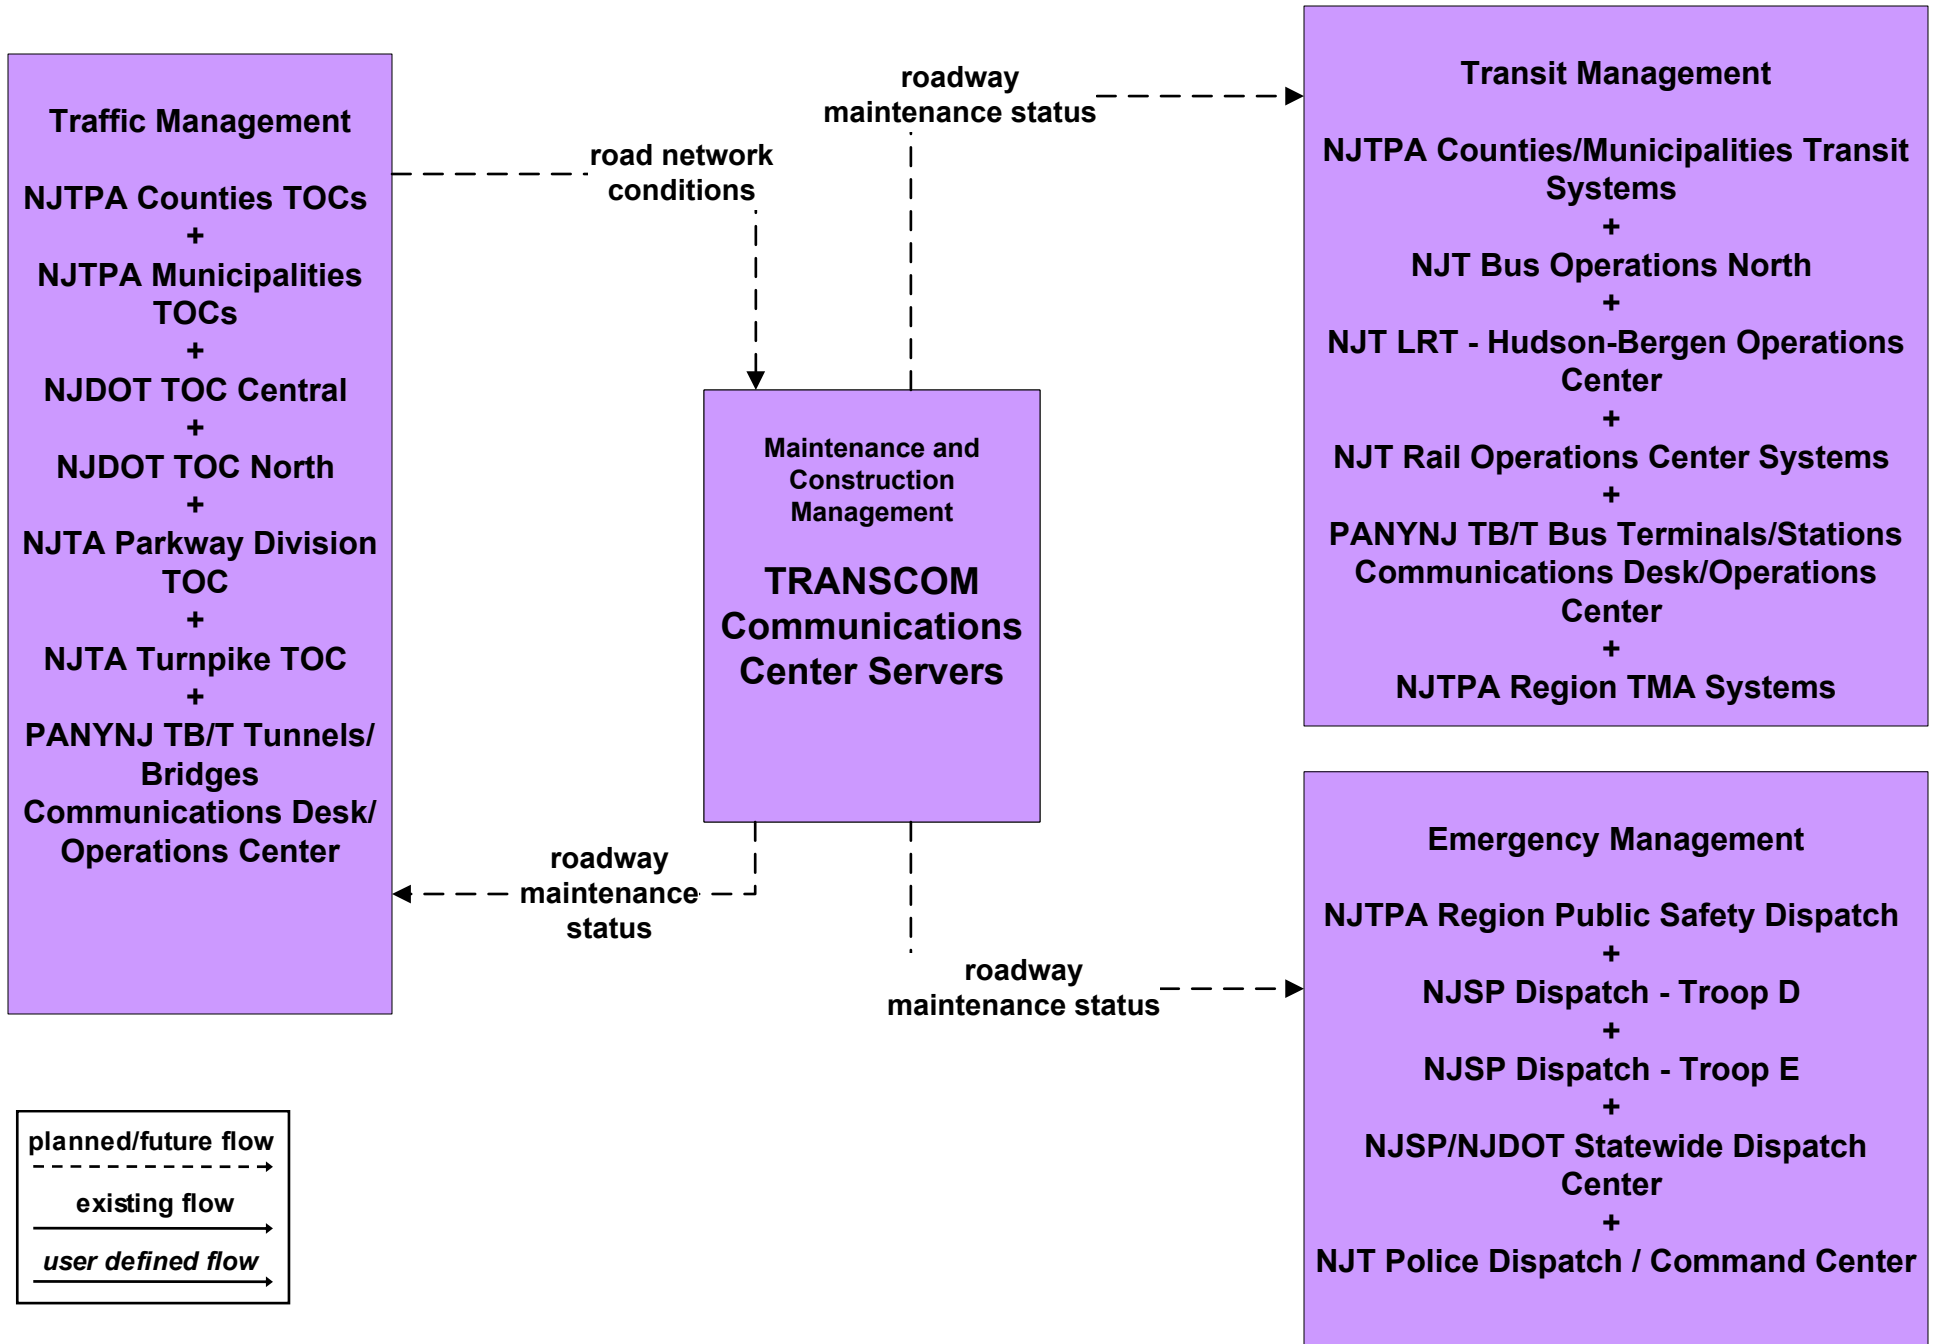 Traffic Management
NJTPA Counties TOCs
+
NJTPA Municipalities
TOCs
+
NJDOT TOC Central
+
NJDOT TOC North
+
NJTA Parkway Division
TOC
+
NJTA Turnpike TOC
+
PANYNJ TB/T Tunnels/
Bridges
Communications Desk/
Operations Center
road network
conditions
roadway
maintenance status
Maintenance and
Construction
Management
TRANSCOM
Communications
Center Servers
roadway
maintenance
status
roadway
maintenance status
Transit Management
NJTPA Counties/Municipalities Transit
Systems
+
NJT Bus Operations North
+
NJT LRT - Hudson-Bergen Operations
Center
+
NJT Rail Operations Center Systems
+
PANYNJ TB/T Bus Terminals/Stations
Communications Desk/Operations
Center
+
NJTPA Region TMA Systems
Emergency Management
NJTPA Region Public Safety Dispatch
+
NJSP Dispatch - Troop D
+
NJSP Dispatch - Troop E
+
NJSP/NJDOT Statewide Dispatch
Center
+
NJT Police Dispatch / Command Center
planned/future flow
existing flow
user defined flow